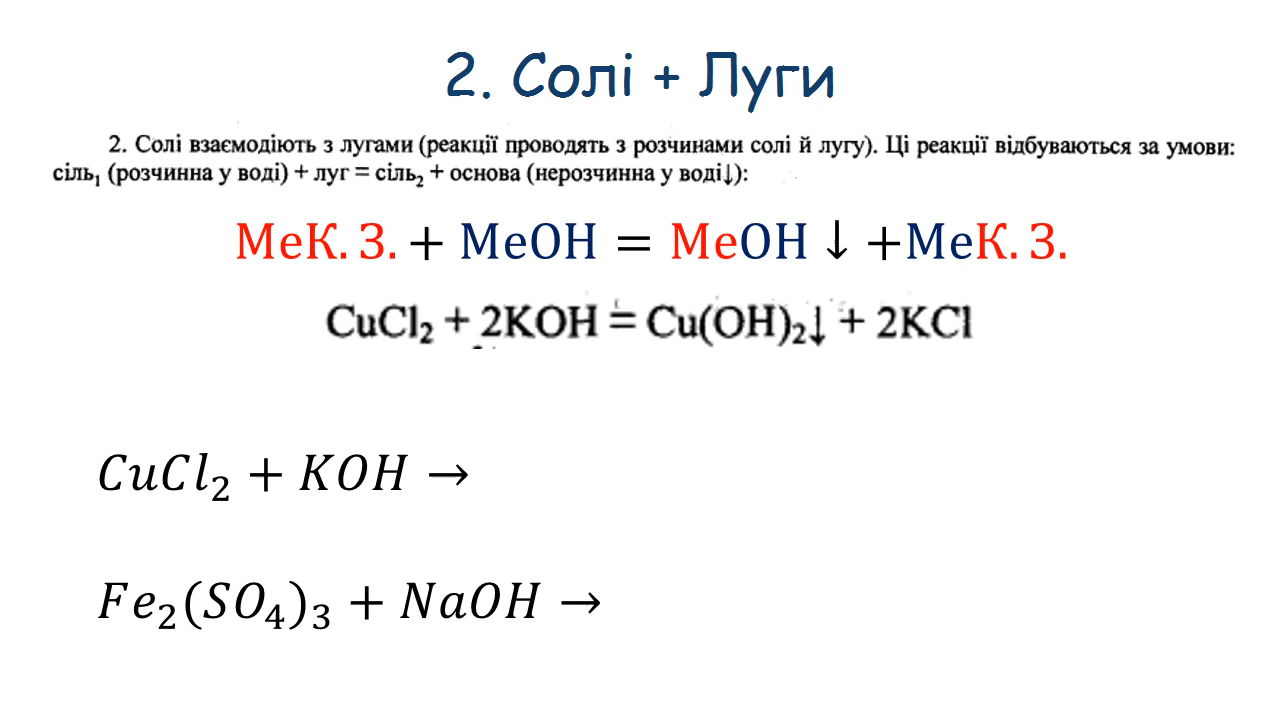 2. Солі + Луги
2. Солі взаємодіють з лугами (реакції проводять з розчинами солі й лугу). Ці реакції відбуваються за умови:
сіль₁ (розчинна у воді) + луг = сіль₂ + основа (нерозчинна у воді↓):
МеК. З. + МеОН = МеОН ↓ +МеК. З.
CuCl₂ + 2KOH = Cu(OH)₂↓ + 2KCl
CuCl₂ + KOH →
Fe₂(SO₄)₃ + NaOH →